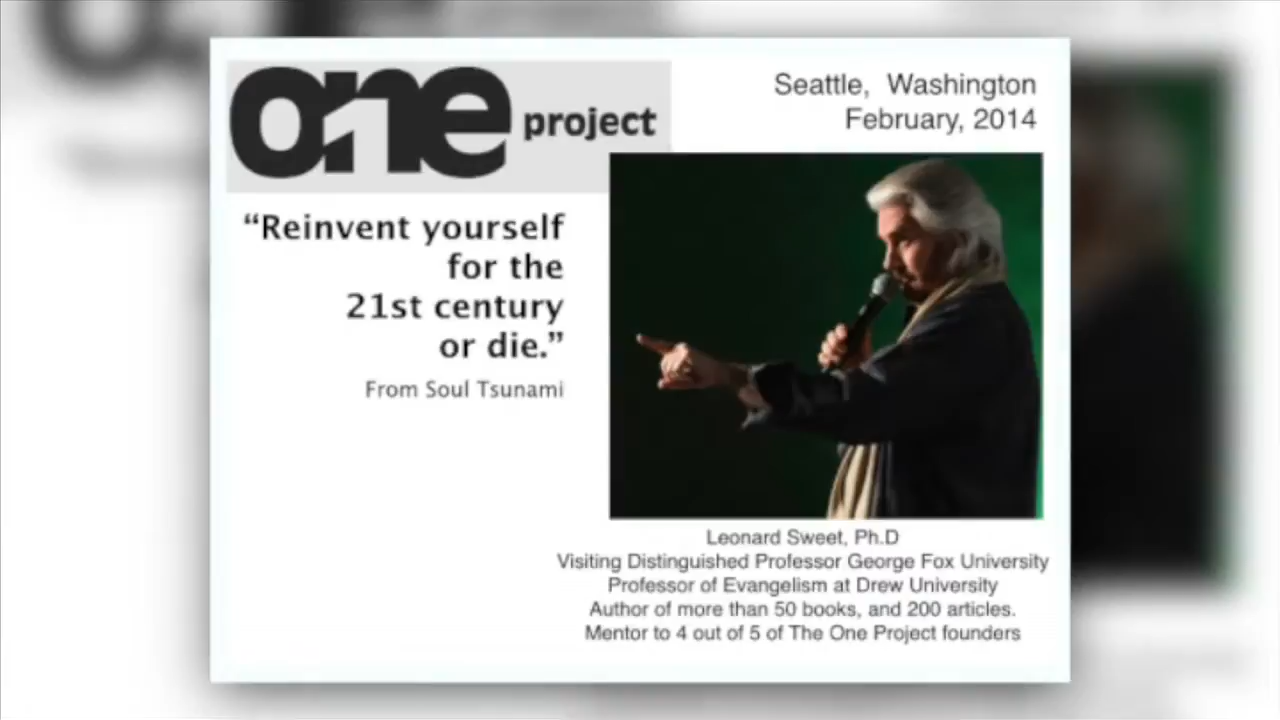 one project
Seattle, Washington
February, 2014
“Reinvent yourself
for the
21st century
or die.”
From Soul Tsunami
Leonard Sweet, Ph.D
Visiting Distinguished Professor George Fox University
Professor of Evangelism at Drew University
Author of more than 50 books, and 200 articles.
Mentor to 4 out of 5 of The One Project founders